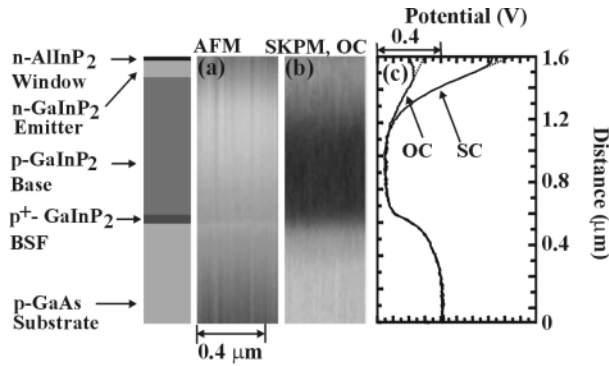 Potential (V)
0.4
AFM
SKPM, OC
(a)
(b)
(c)
n-AlInP2
Window
n-GaInP2
Emitter
p-GaInP2
Base
p+- GaInP2
BSF
p-GaAs
Substrate
OC
SC
1.6
1.2
0.8
0.4
0
Distance (μm)
0.4 μm